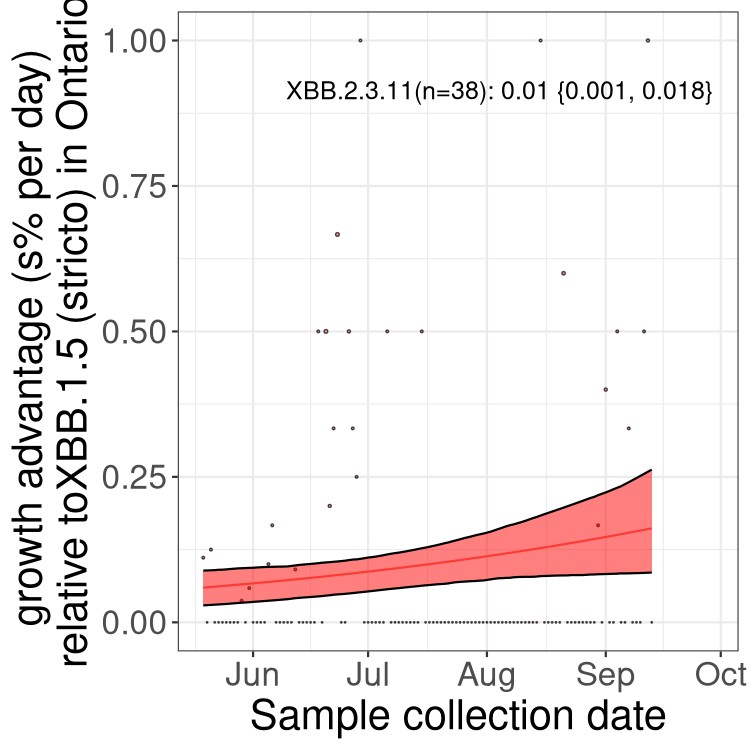 growth advantage (s% per day)
relative toXBB.1.5 (stricto) in Ontario
1.00
XBB.2.3.11(n=38): 0.01 {0.001, 0.018}
0.75
0.50
0.25
0.00
Jun Jul Aug Sep Oct
Sample collection date